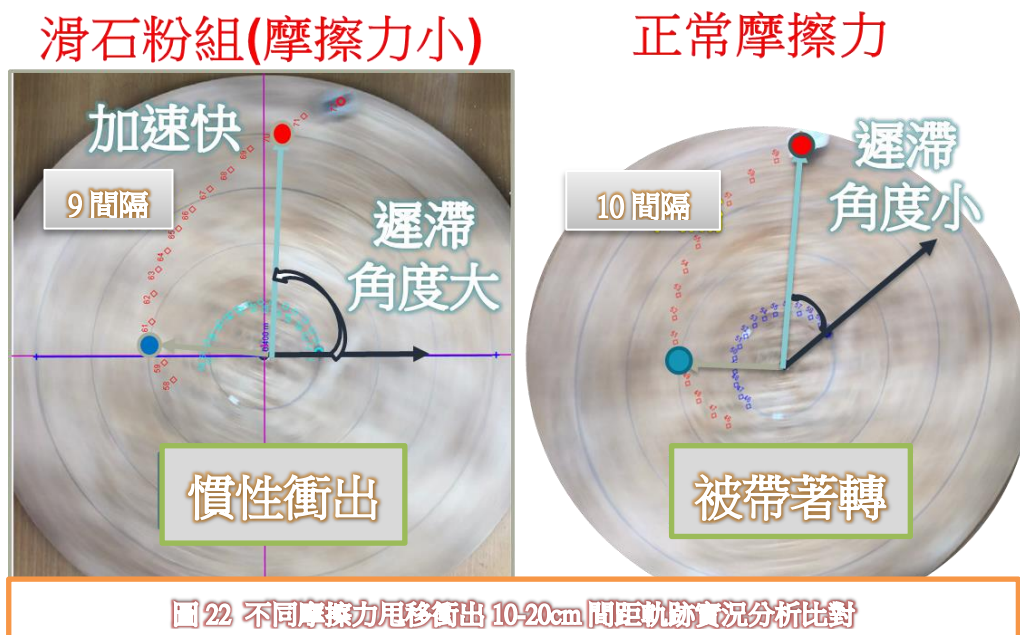 滑石粉組(摩擦力小)
正常摩擦力
加速快
9 間隔
遲滯
角度大
慣性衝出
遲滯
角度小
10 間隔
被帶著轉
圖 22 不同摩擦力甩移衝出 10-20cm 間距軌跡實況分析比對